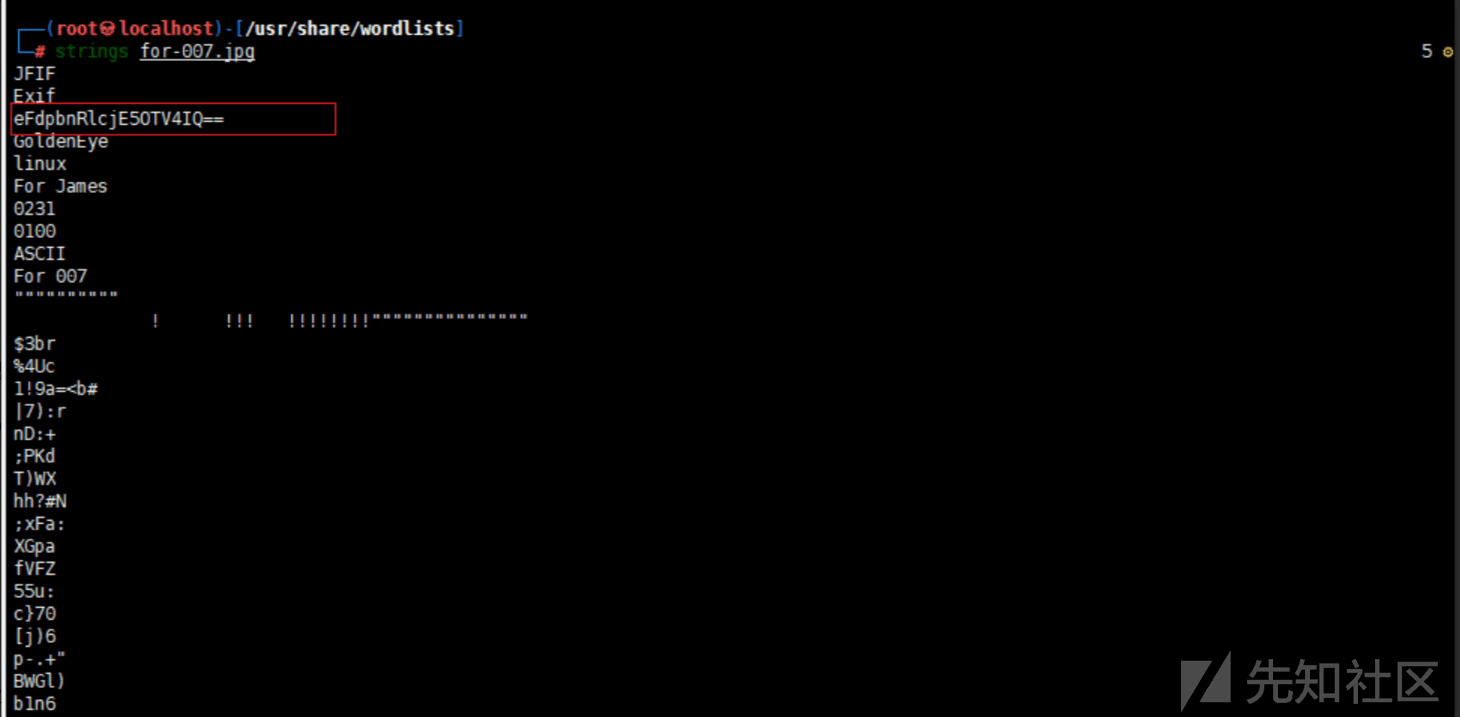 ┌──(root㉿localhost)-[/usr/share/wordlists]
└─# strings for-007.jpg
5 ⚙
JFIF
Exif
eFdpbnRlcjE5OTV4IQ==
GoldenEye
linux
For James
0231
0100
ASCII
For 007
""""""""""
! !!! !!!!!!!!"""""""""""""""
$3br
%4Uc
1!9a=<b#
|7):r
nD:+
;PKd
T)WX
hh?#N
;xFa:
XGpa
fVFZ
55u:
c}70
[j)6
p-.+"
BWGl)
b1n6
先知社区